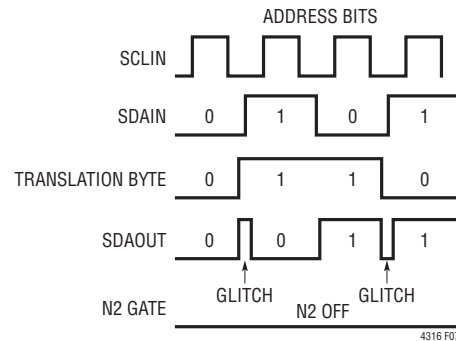 ADDRESS BITS
SCLIN
SDAIN 0 1 0 1
TRANSLATION BYTE 0 1 1 0
SDAOUT 0 0 1 1
GLITCH GLITCH
N2 GATE N2 OFF
4316 F07